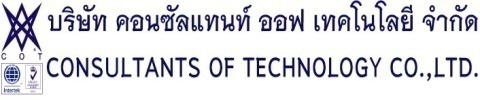 บริษัท คอนซัลแทนท์ ออฟ เทคโนโลยี จำกัด
CONSULTANTS OF TECHNOLOGY CO.,LTD.
C O T
Intertek